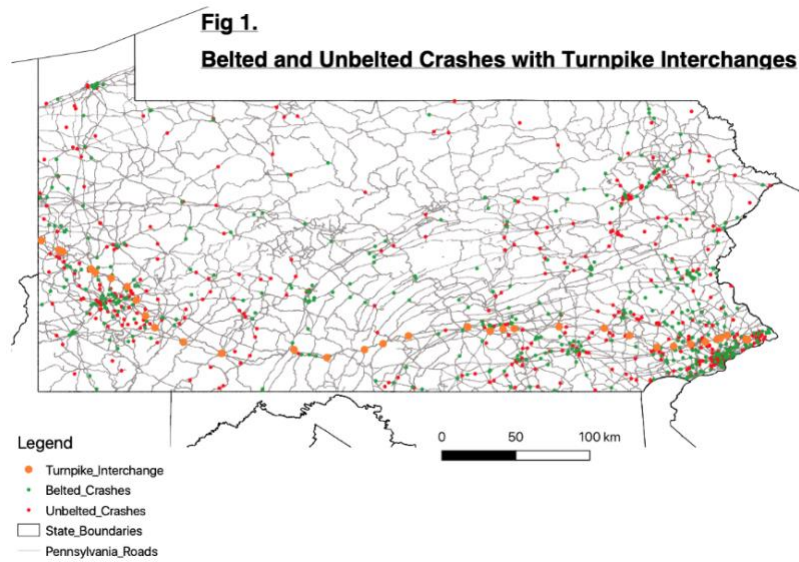 Fig 1.
Belted and Unbelted Crashes with Turnpike Interchanges
0 50 100 km
Legend
Turnpike_Interchange
Belted_Crashes
Unbelted_Crashes
State_Boundaries
Pennsylvania_Roads